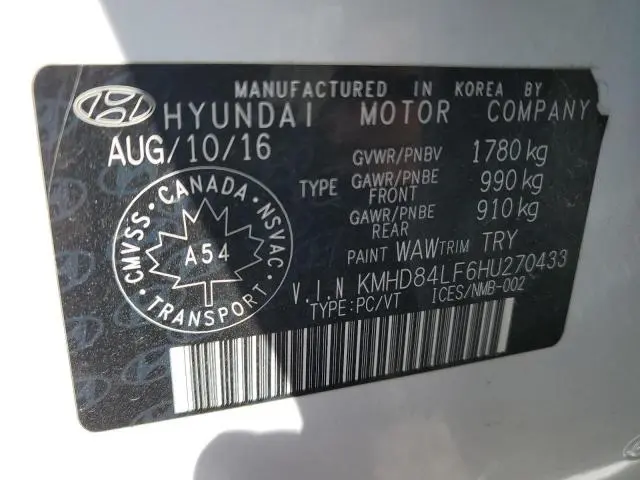 MANUFACTURED IN KOREA BY
HYUNDAI MOTOR COMPANY
AUG/10/16
GVWR/PNBV 1780 kg
TYPE GAWR/PNBE FRONT 990 kg
GAWR/PNBE REAR 910 kg
PAINT WAW TRIM TRY
CMVSS • CANADA • NSVAC
A54
TRANSPORT
V.I.N KMHD84LF6HU270433
TYPE:PC/VT ICES/NMB-002